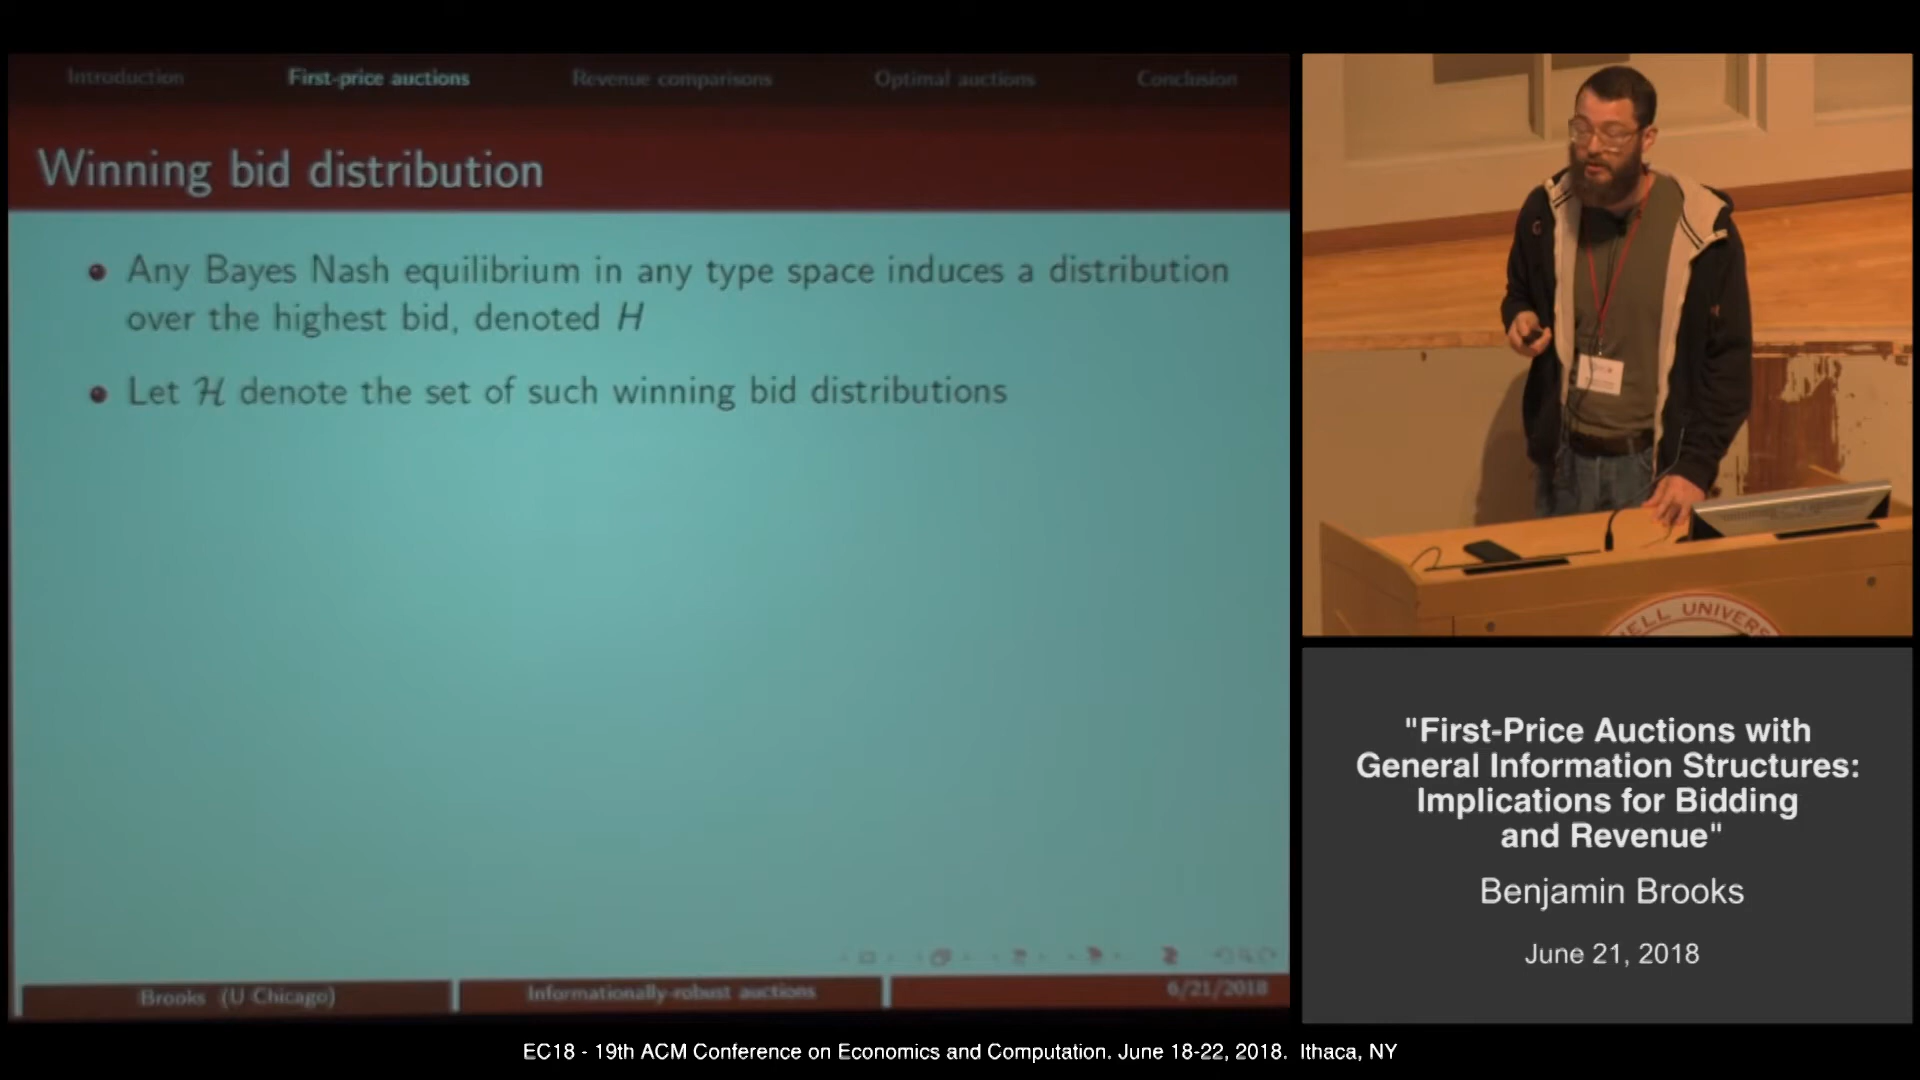 Introduction First-price auctions Revenue comparisons Optimal auctions Conclusion
Winning bid distribution
Any Bayes Nash equilibrium in any type space induces a distribution
over the highest bid, denoted H
Let ℋ denote the set of such winning bid distributions
Brooks (U Chicago) Informationally-robust auctions 6/21/2018
ELL UNIVERS
"First-Price Auctions with
General Information Structures:
Implications for Bidding
and Revenue"
Benjamin Brooks
June 21, 2018
EC18 - 19th ACM Conference on Economics and Computation. June 18-22, 2018. Ithaca, NY